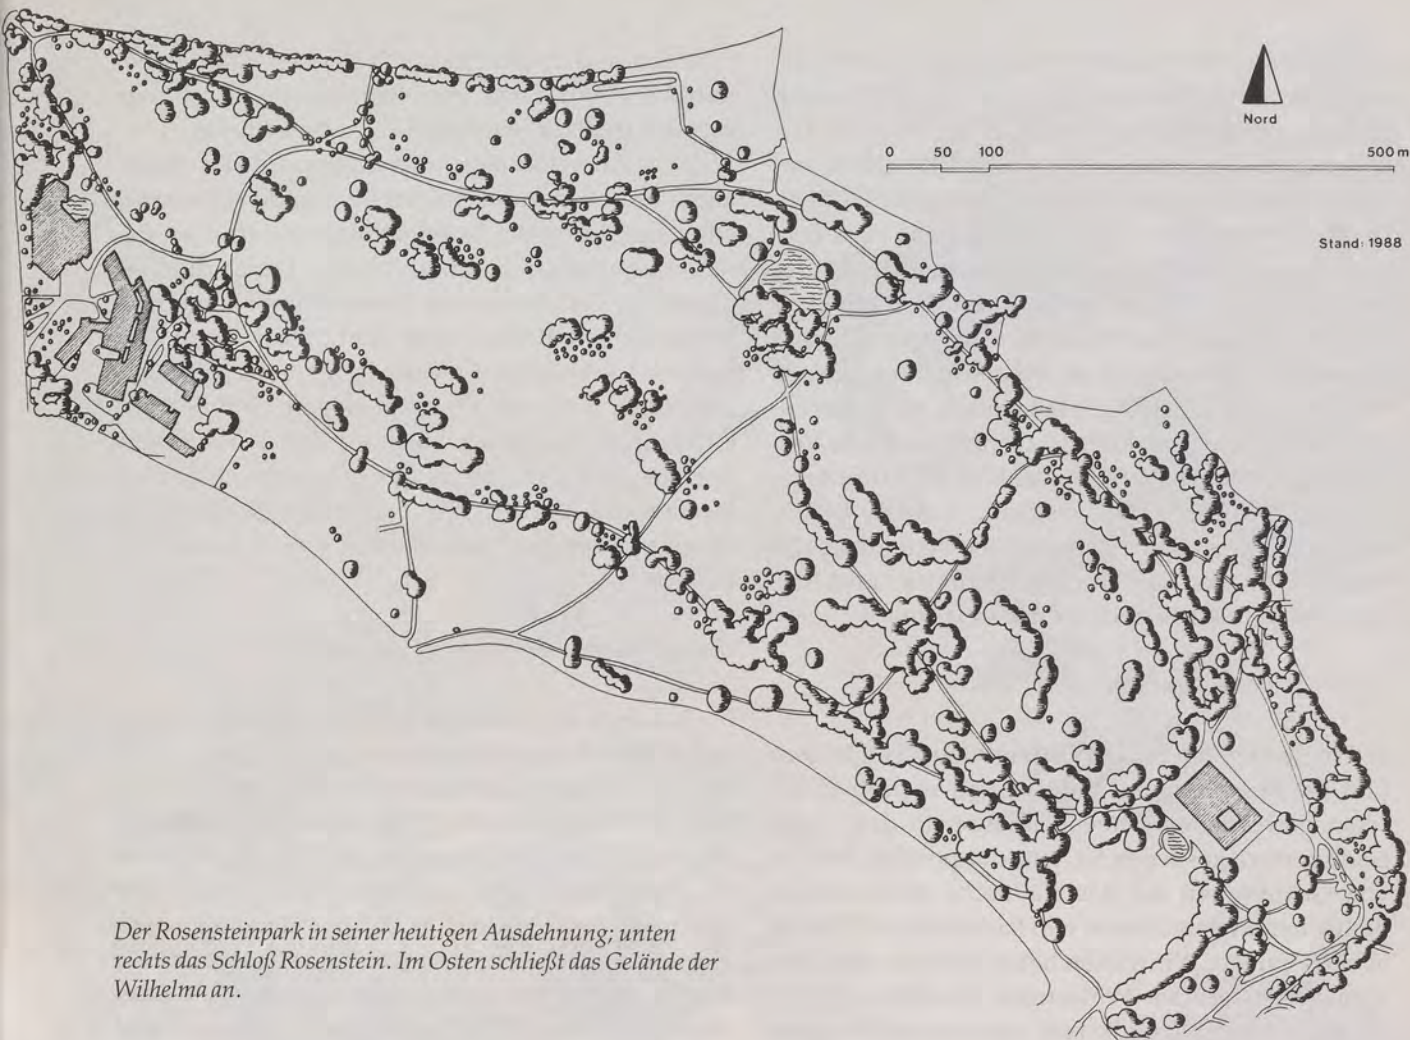 Nord
0 50 100 500 m
Stand: 1988
Der Rosensteinpark in seiner heutigen Ausdehnung; unten
rechts das Schloß Rosenstein. Im Osten schließt das Gelände der
Wilhelma an.